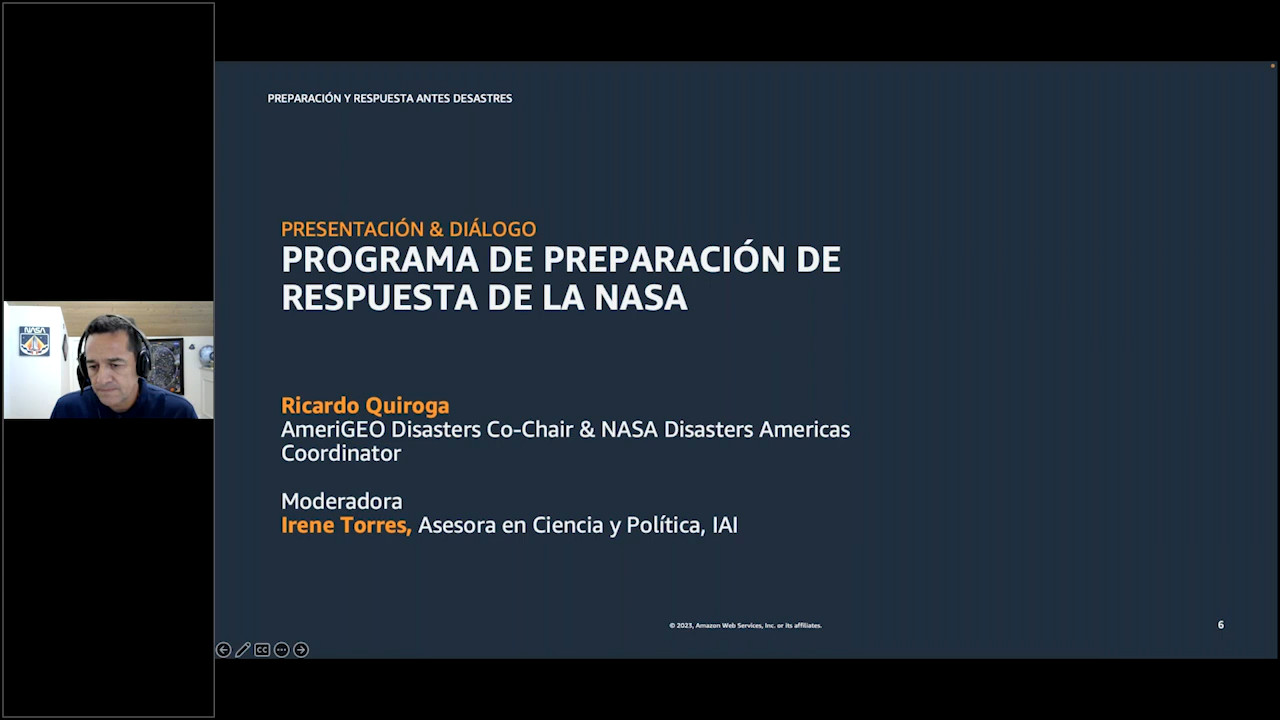 PREPARACIÓN Y RESPUESTA ANTES DESASTRES
PRESENTACIÓN & DIÁLOGO
PROGRAMA DE PREPARACIÓN DE
RESPUESTA DE LA NASA
NASA
Ricardo Quiroga
AmeriGEO Disasters Co-Chair & NASA Disasters Americas
Coordinator
Moderadora
Irene Torres, Asesora en Ciencia y Política, IAI
© 2023, Amazon Web Services, Inc. or its affiliates.
6
CC